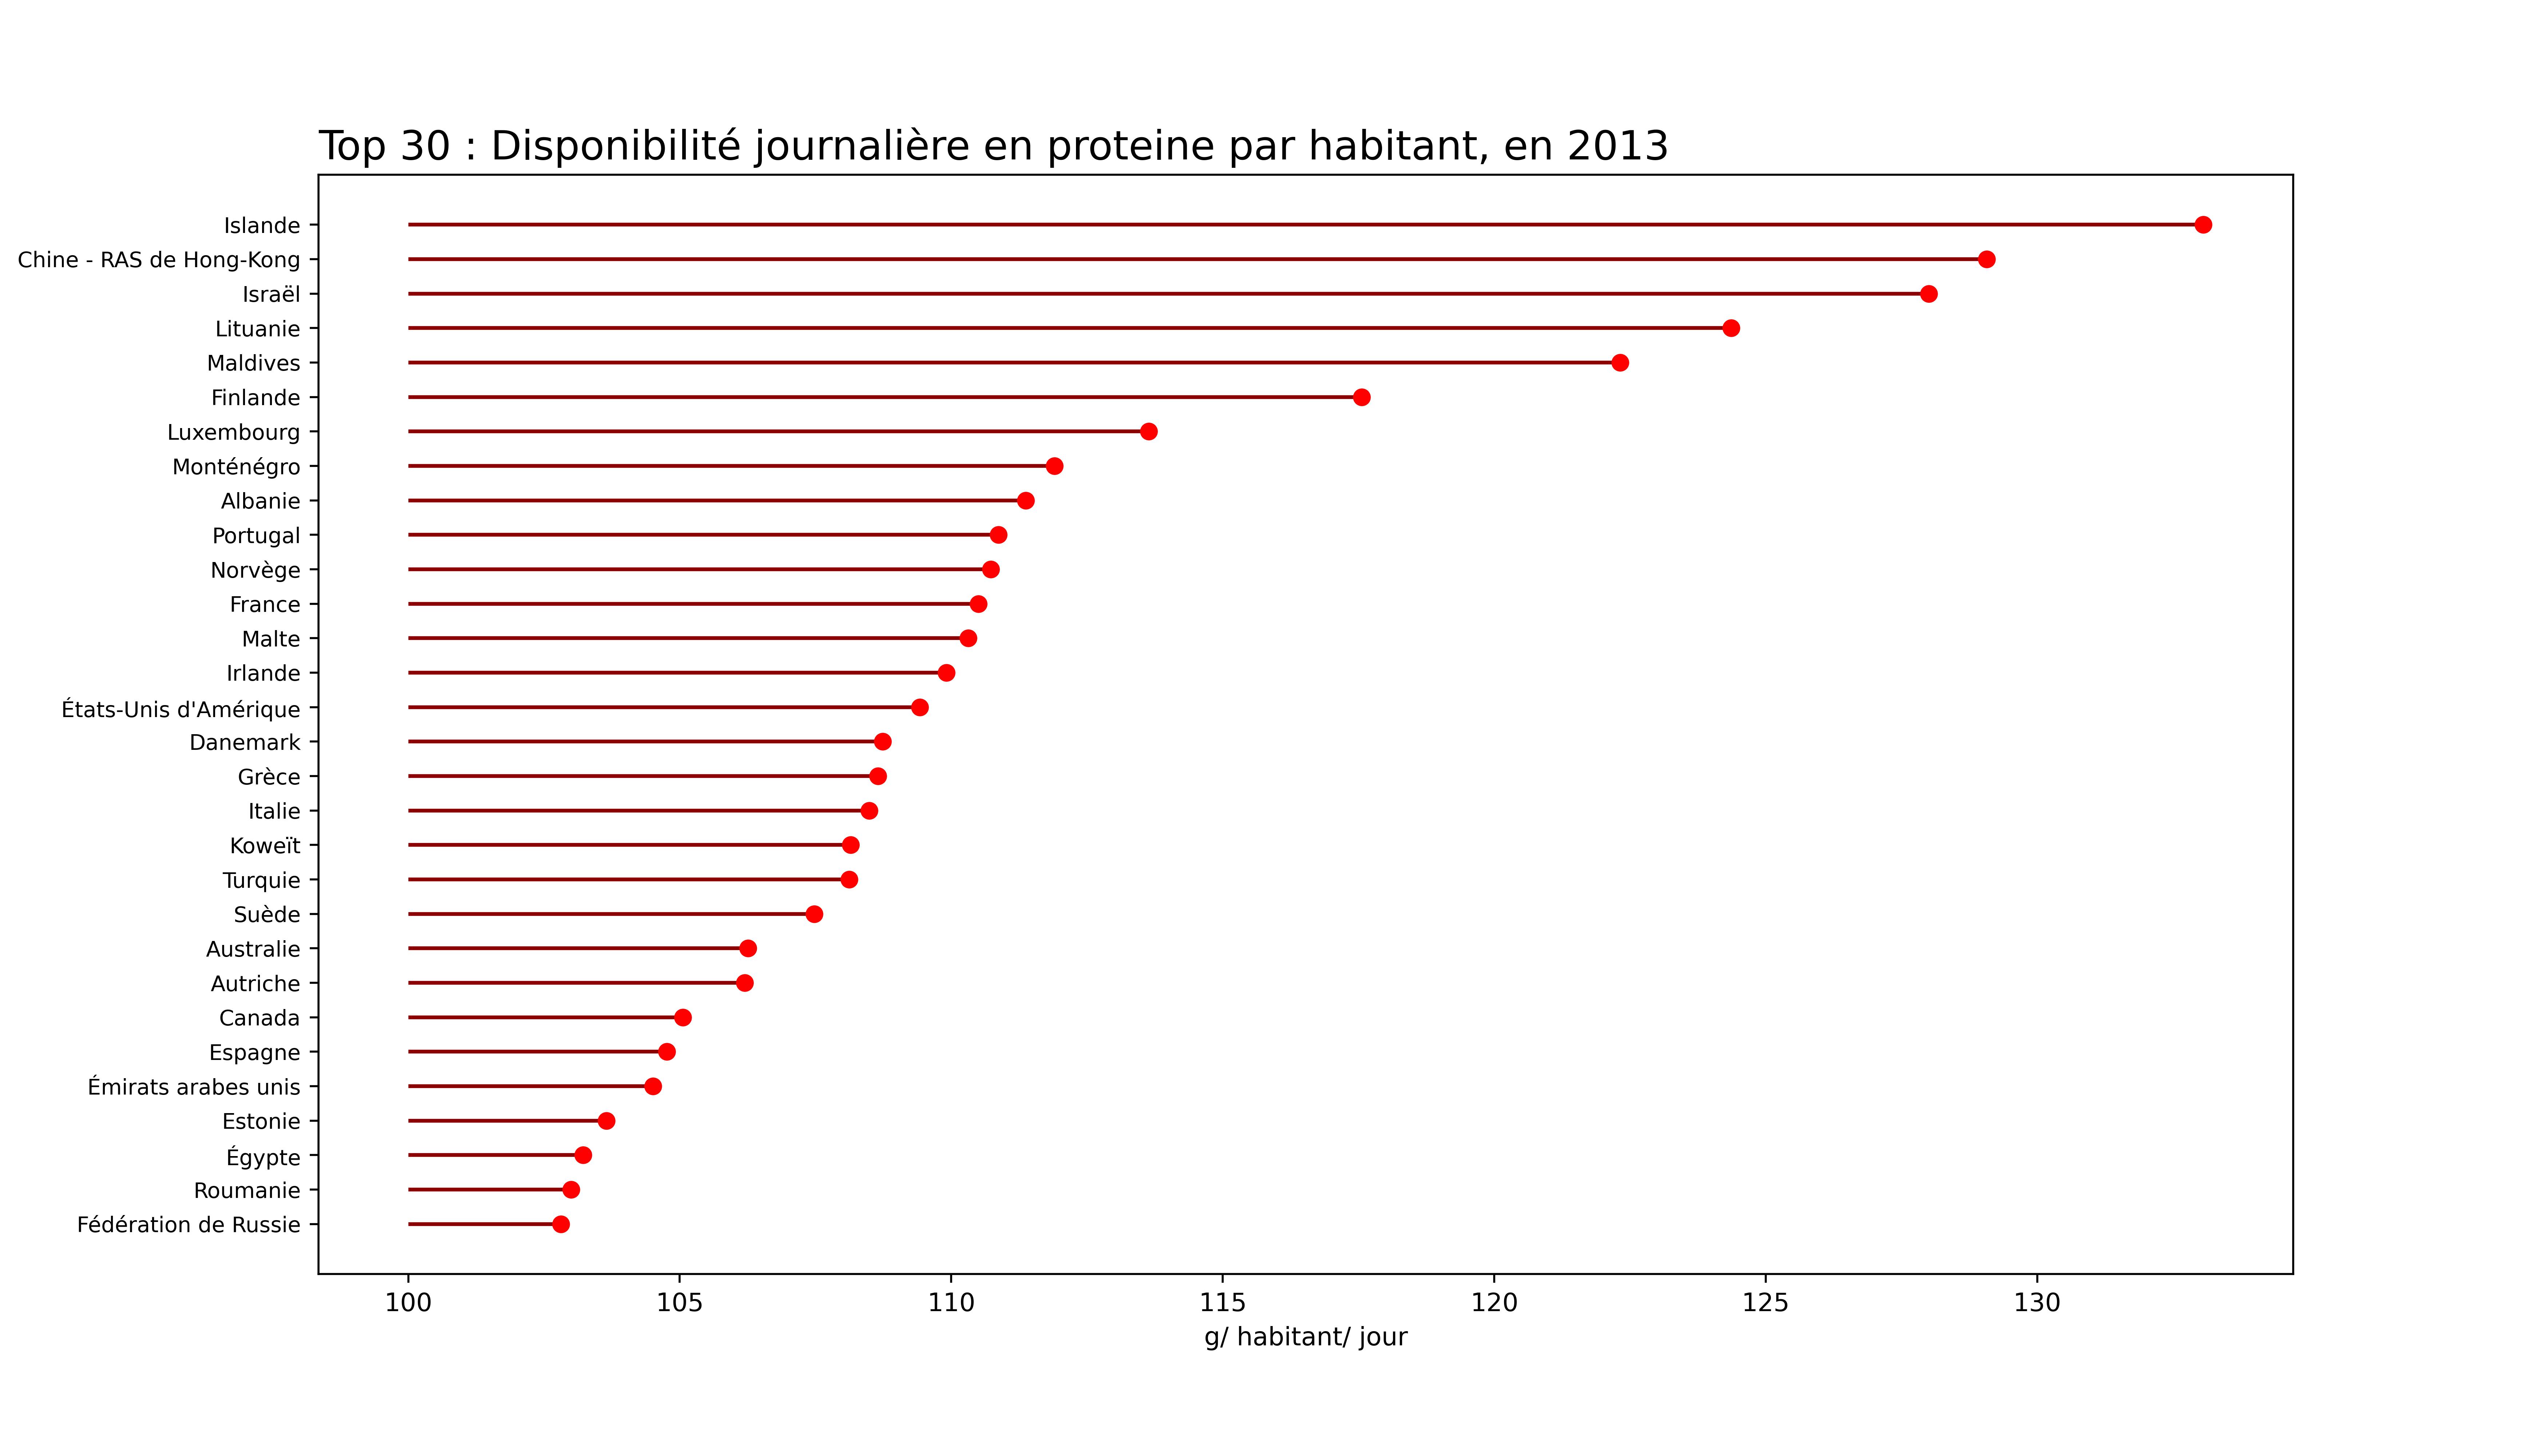 Top 30 : Disponibilité journalière en proteine par habitant, en 2013
Islande
Chine - RAS de Hong-Kong
Israël
Lituanie
Maldives
Finlande
Luxembourg
Monténégro
Albanie
Portugal
Norvège
France
Malte
Irlande
États-Unis d'Amérique
Danemark
Grèce
Italie
Koweït
Turquie
Suède
Australie
Autriche
Canada
Espagne
Émirats arabes unis
Estonie
Égypte
Roumanie
Fédération de Russie
100 105 110 115 120 125 130
g/ habitant/ jour